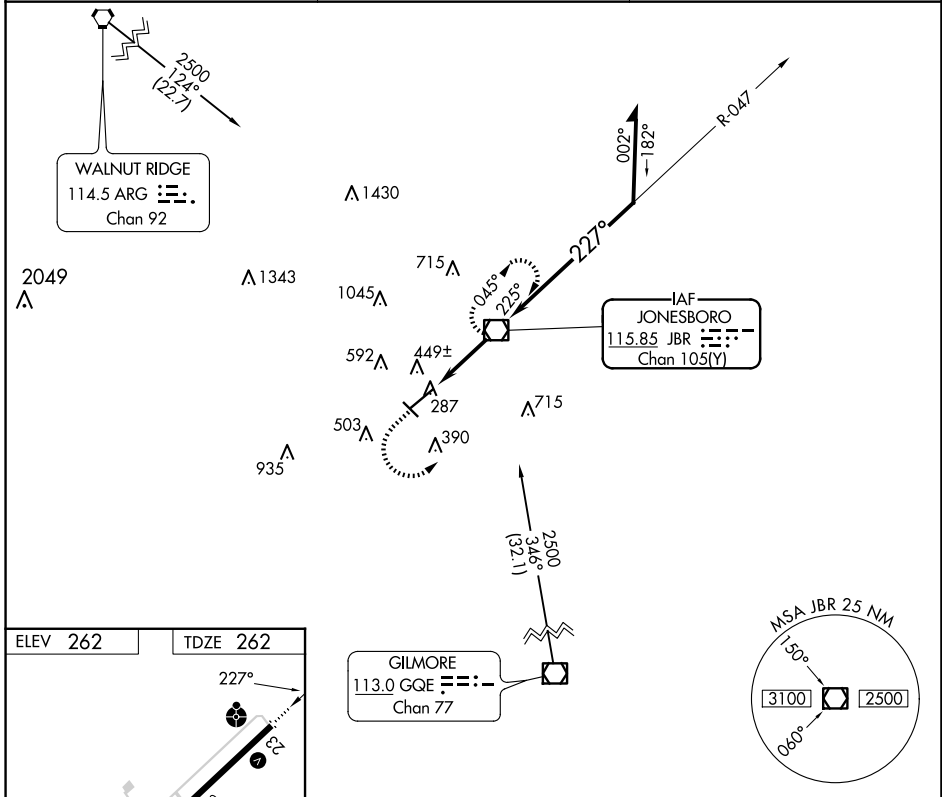 2500
124°
(22.7)
WALNUT RIDGE
114.5 ARG
Chan 92
R-047
002°
182°
1430
227°
2049
1343
715
1045
045°
225°
IAF
JONESBORO
115.85 JBR
Chan 105(Y)
592
449±
287
715
503
390
935
2500
346°
(32.1)
MSA JBR 25 NM
150°
3100
2500
060°
GILMORE
113.0 GQE
Chan 77
ELEV 262
TDZE 262
227°
23
V